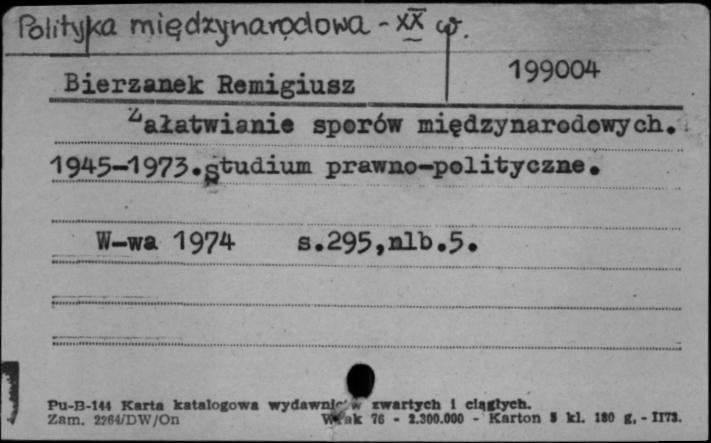 Polityka międzynarodowa - XX w.
Bierzanek Remigiusz
199004
Załatwianie sporów międzynarodowych.
1945-1973.Studium prawno-polityczne.
W-wa 1974 s.295,nlb.5.
Pu-B-144 Karta katalogowa wydawnictw zwartych i ciągłych.
Zam. 2264/DW/On 76 - 2.300.000 - Karton kl. 180 g, - II73.